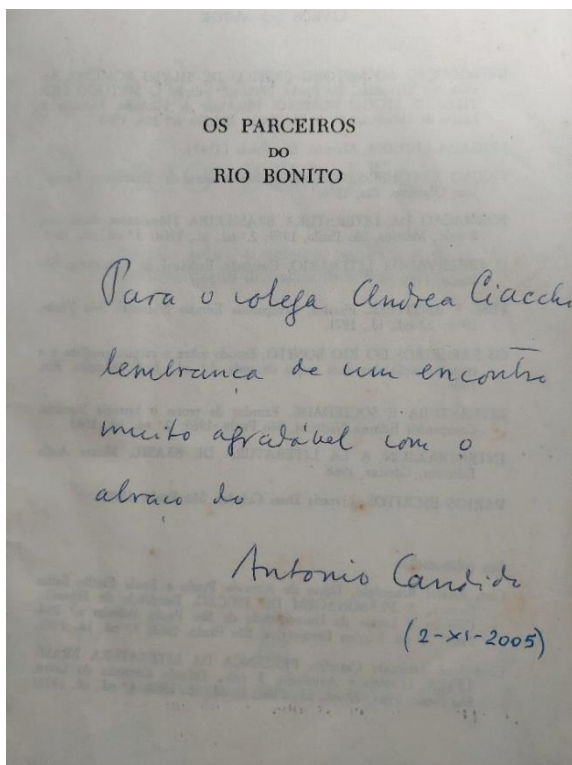 OS PARCEIROS
DO
RIO BONITO
Para o colega Andrea Ciacchi
lembrança de um encontro
muito agradável com o
abraço do
Antonio Candido
(2-XI-2005)